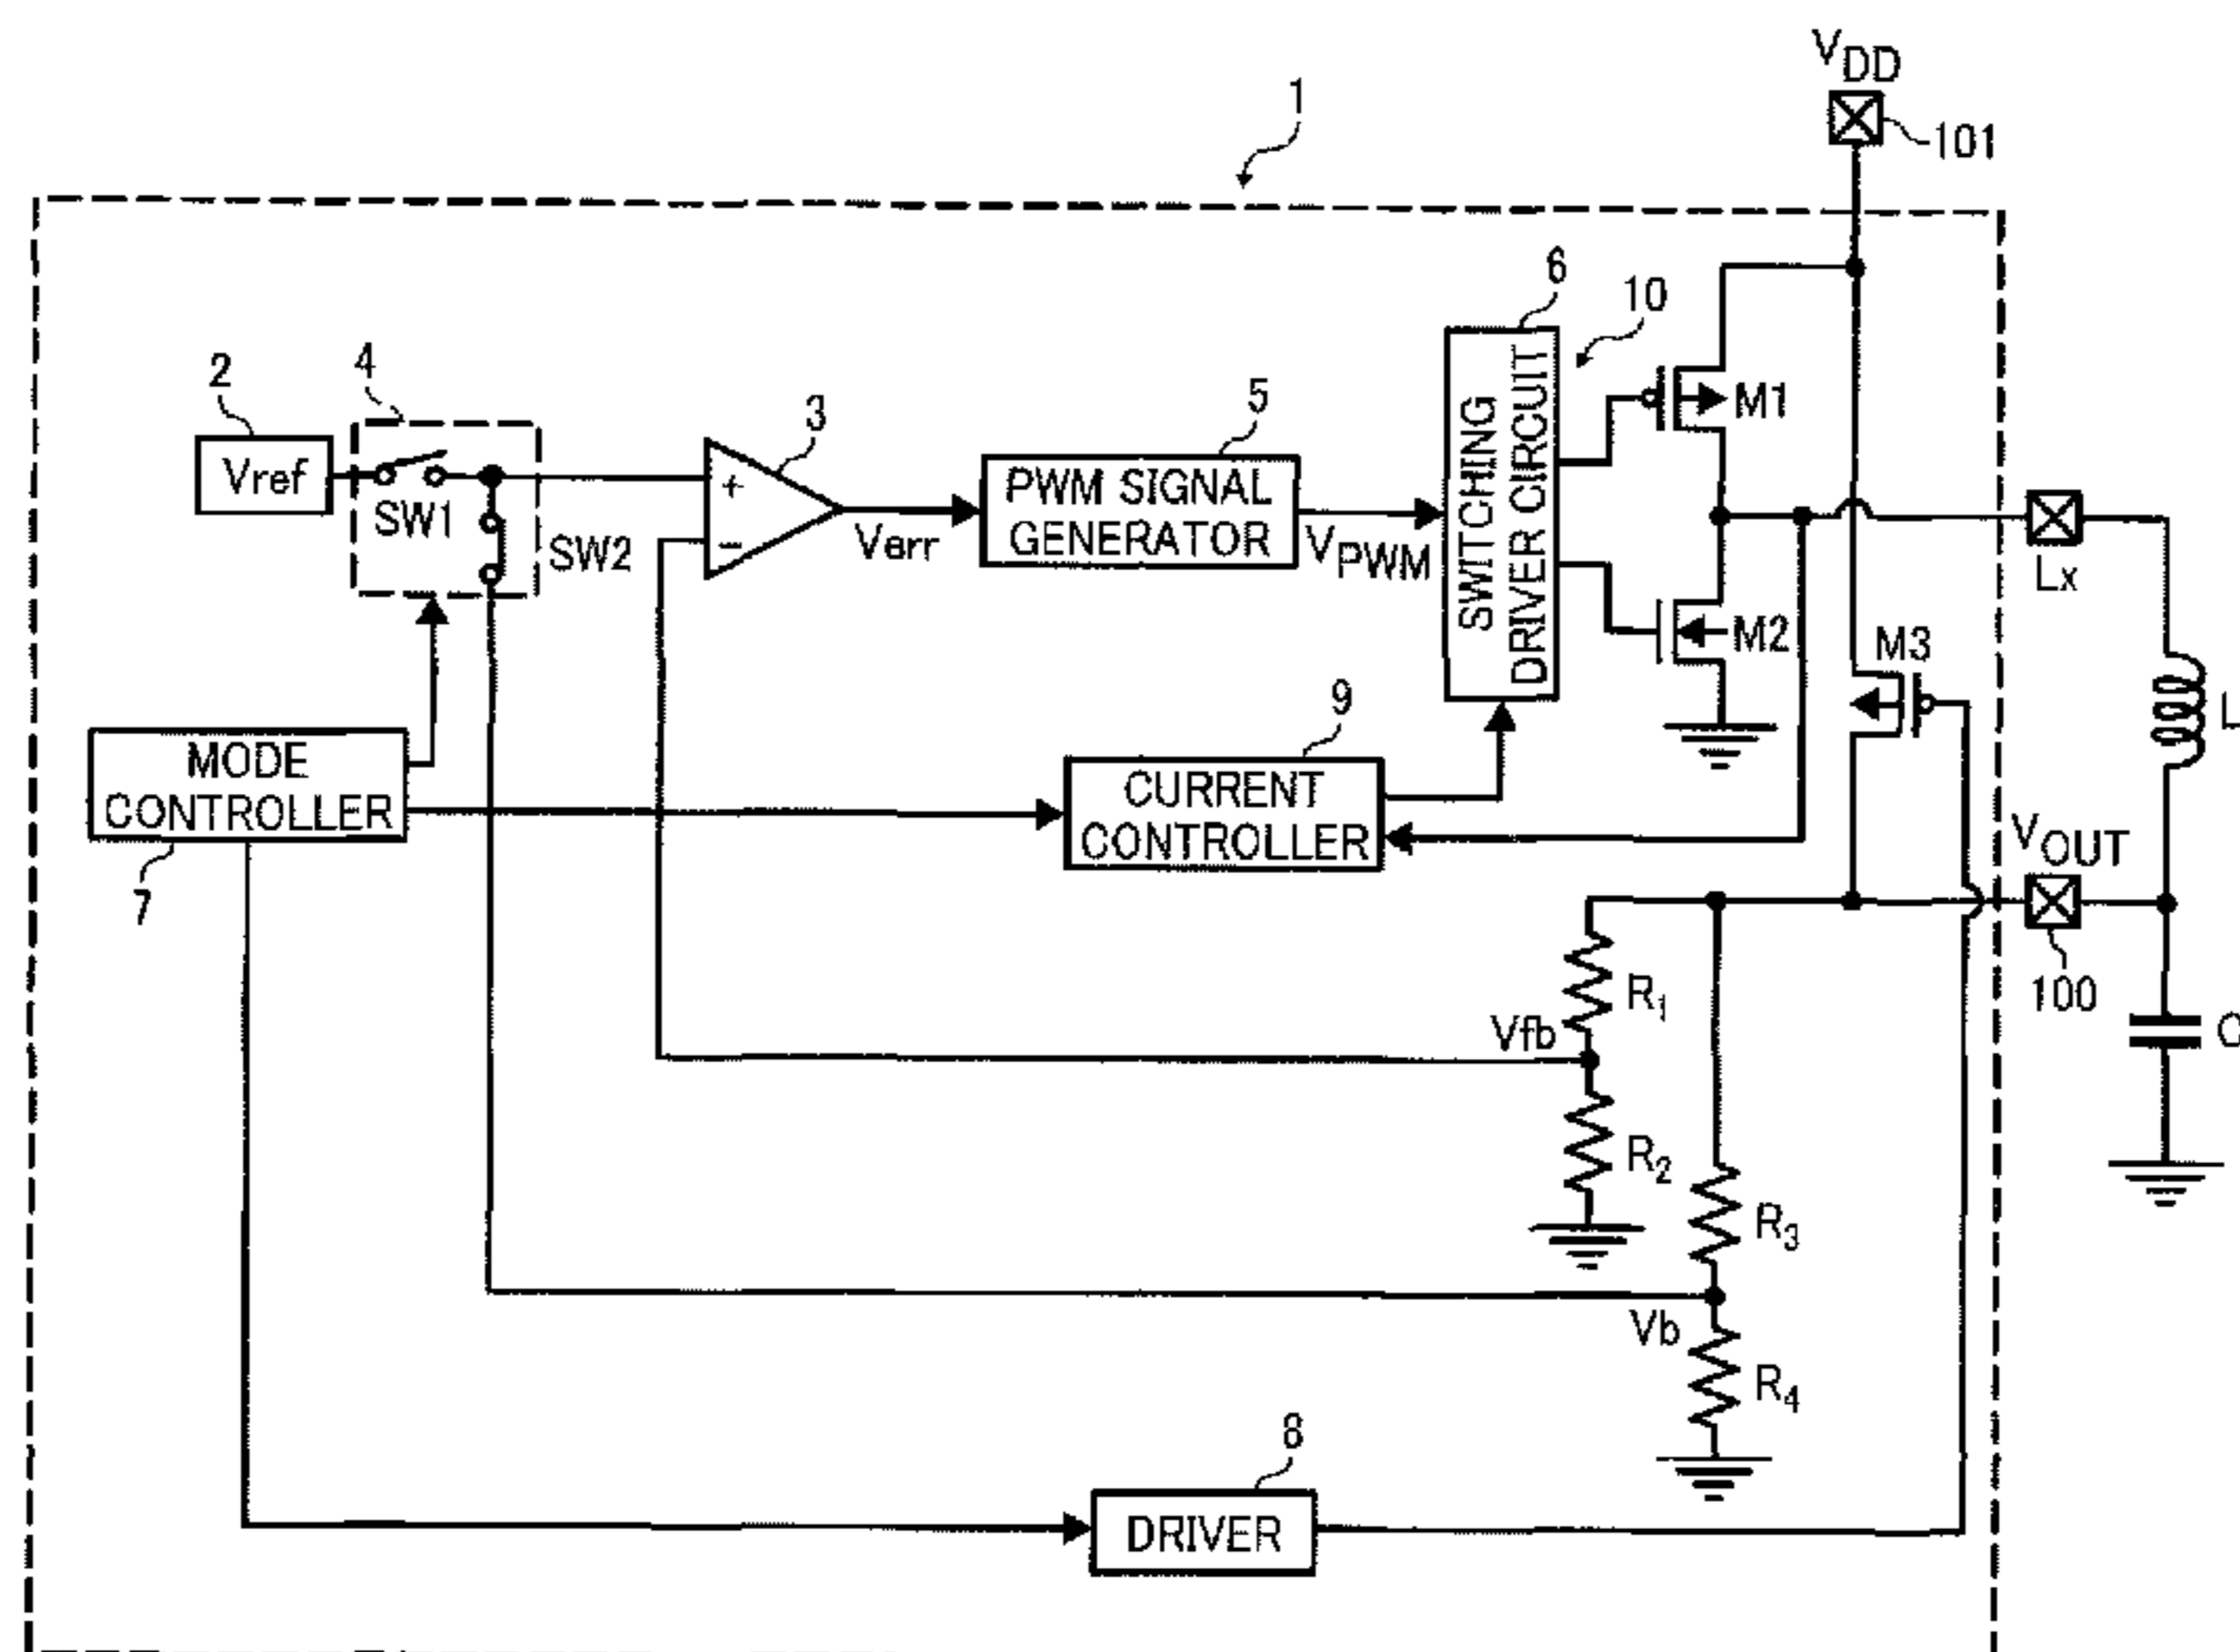 VDD
101
1
6
10
4
2
3
5
Vref
SW1
SW2
+
−
Verr
PWM SIGNAL
GENERATOR
VPWM
SWITCHING
DRIVER CIRCUIT
M1
M2
M3
Lx
L
MODE
CONTROLLER
7
9
CURRENT
CONTROLLER
VOUT
100
R1
Vfb
R2
R3
Vb
R4
8
DRIVER